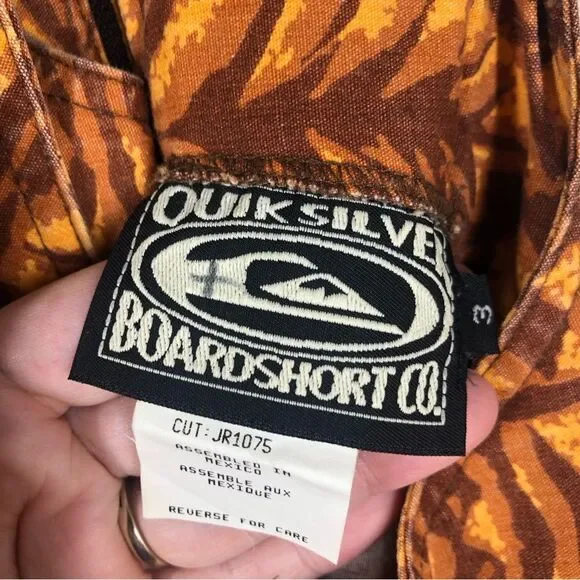 QUIKSILVER
BOARDSHORT CO.
3
CUT: JR1075
ASSEMBLED IN
MEXICO
ASSEMBLE AUX
MEXIQUE
REVERSE FOR CARE